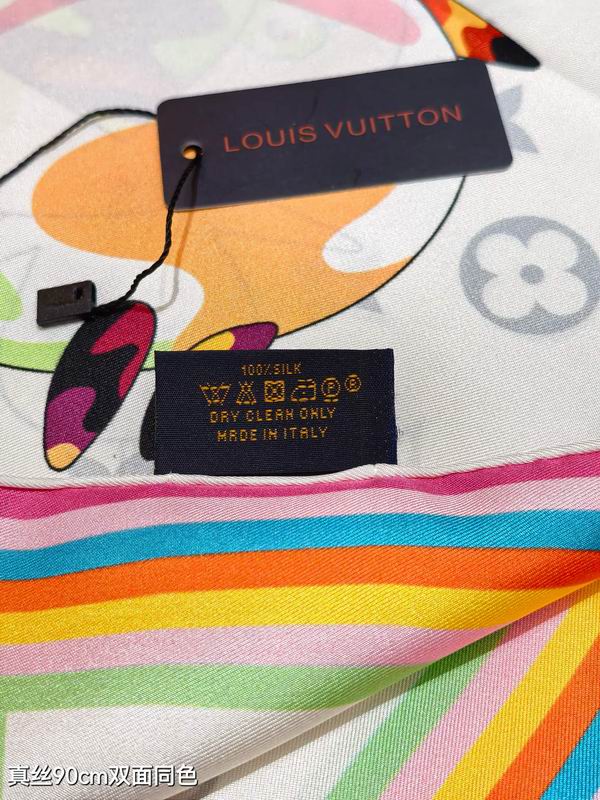 LOUIS VUITTON
100% SILK
DRY CLEAN ONLY
MADE IN ITALY
真丝90cm双面同色